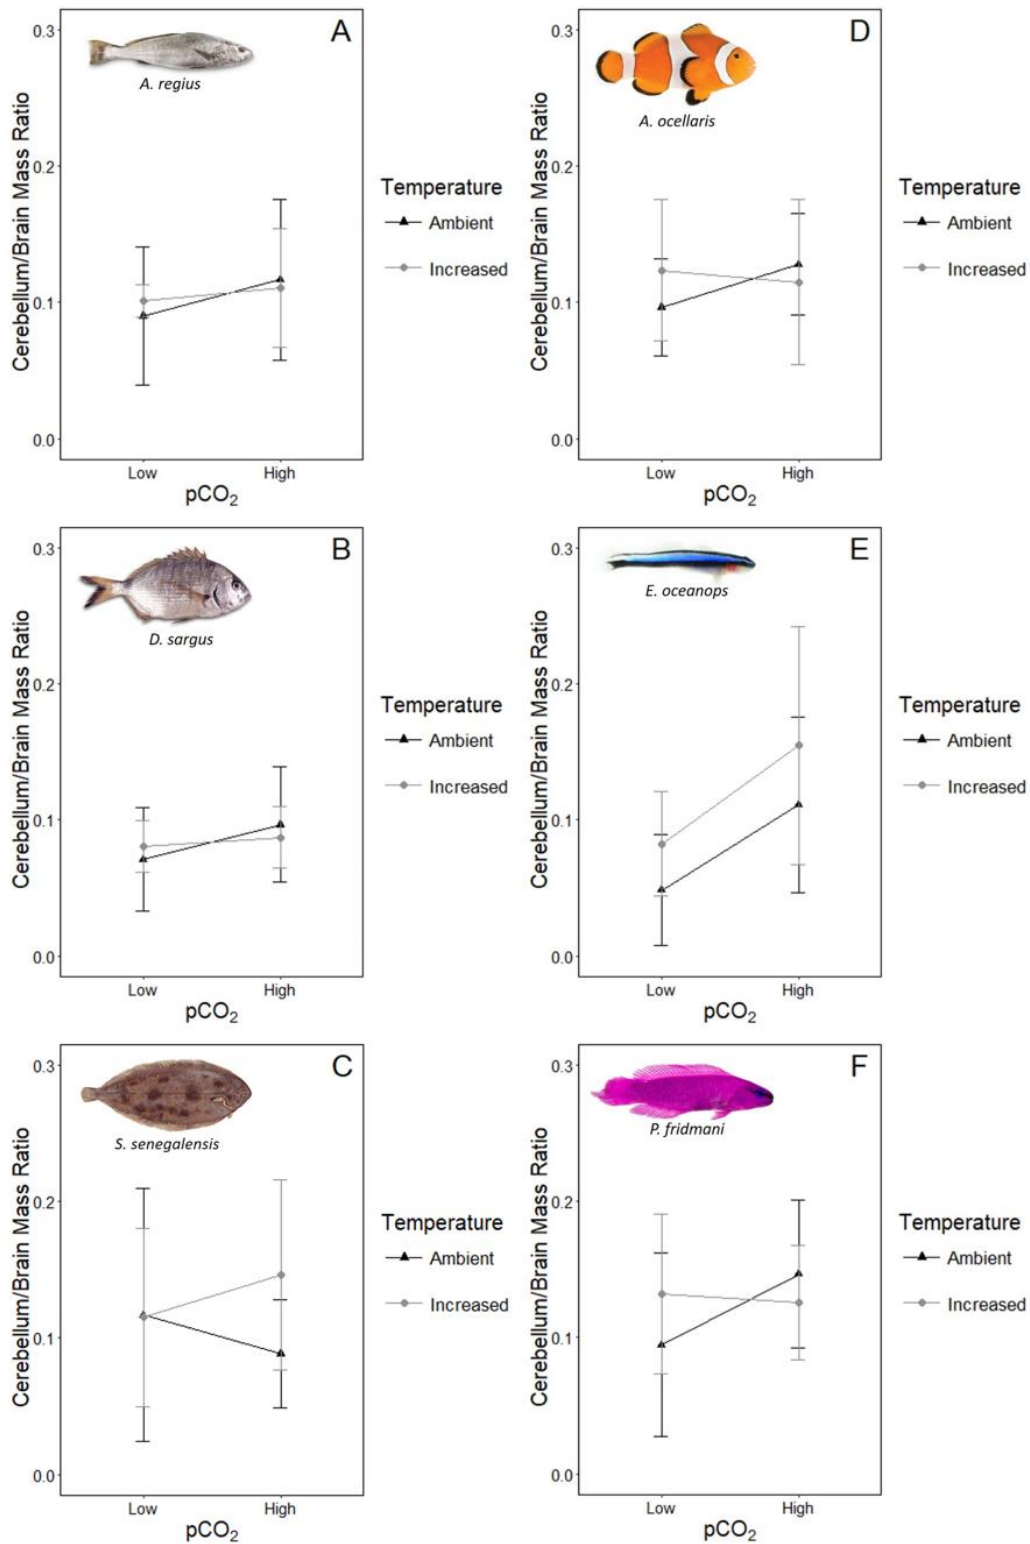 A
A. regius
Cerebellum/Brain Mass Ratio
0.3
0.2
0.1
0.0
Low High
pCO₂
Temperature
Ambient
Increased
D
A. ocellaris
Cerebellum/Brain Mass Ratio
0.3
0.2
0.1
0.0
Low High
pCO₂
Temperature
Ambient
Increased
B
D. sargus
Cerebellum/Brain Mass Ratio
0.3
0.2
0.1
0.0
Low High
pCO₂
Temperature
Ambient
Increased
E
E. oceanops
Cerebellum/Brain Mass Ratio
0.3
0.2
0.1
0.0
Low High
pCO₂
Temperature
Ambient
Increased
C
S. senegalensis
Cerebellum/Brain Mass Ratio
0.3
0.2
0.1
0.0
Low High
pCO₂
Temperature
Ambient
Increased
F
P. fridmani
Cerebellum/Brain Mass Ratio
0.3
0.2
0.1
0.0
Low High
pCO₂
Temperature
Ambient
Increased